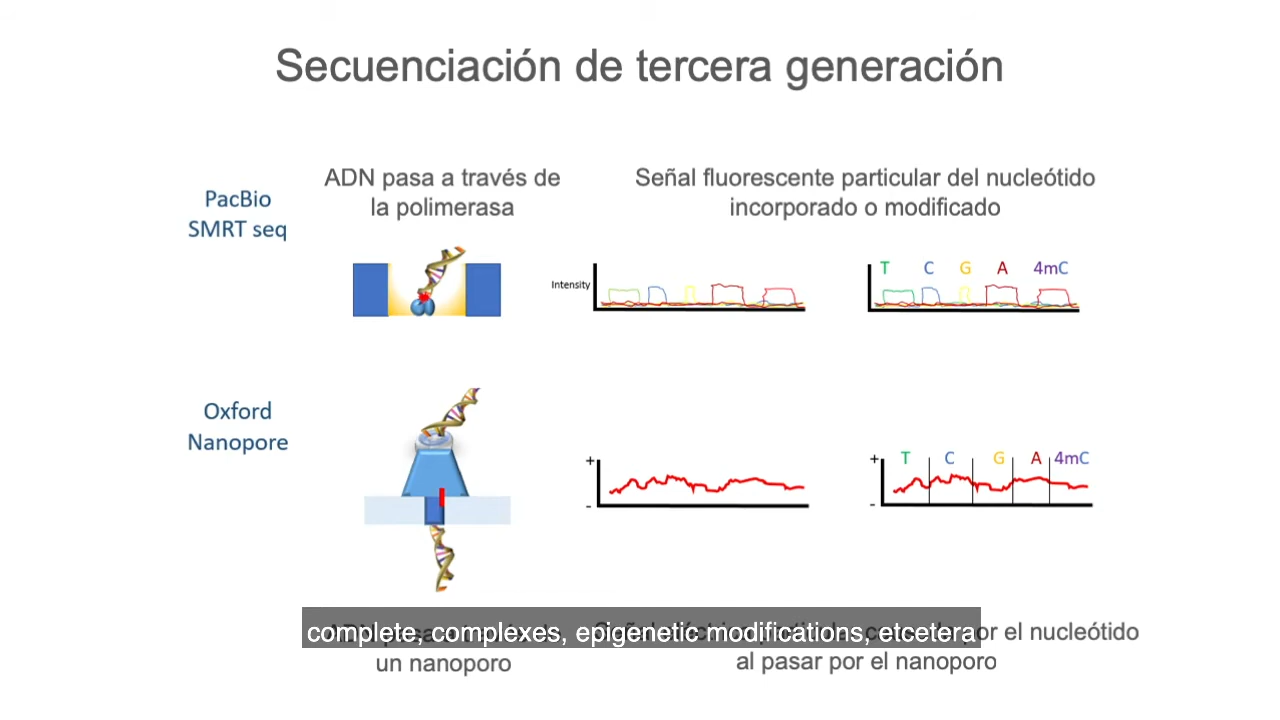 Secuenciación de tercera generación
PacBio
SMRT seq
ADN pasa a través de
la polimerasa
Señal fluorescente particular del nucleótido
incorporado o modificado
Intensity
T C G A 4mC
Oxford
Nanopore
+
-
+
-
T C G A 4mC
complete, complexes, epigenetic modifications, etcetera
por el nucleótido
un nanoporo
al pasar por el nanoporo